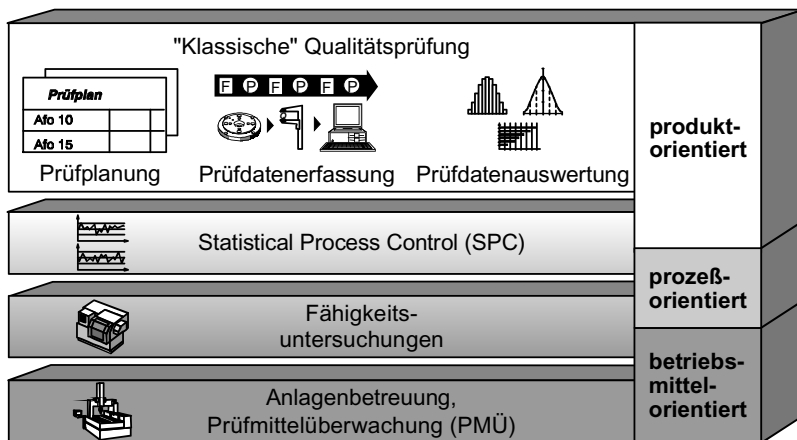 "Klassische" Qualitätsprüfung
Prüfplan
Afo 10
Afo 15
F P F P F P
Prüfplanung
Prüfdatenerfassung
Prüfdatenauswertung
produkt-
orientiert
Statistical Process Control (SPC)
prozeß-
orientiert
Fähigkeits-
untersuchungen
betriebs-
mittel-
orientiert
Anlagenbetreuung,
Prüfmittelüberwachung (PMÜ)